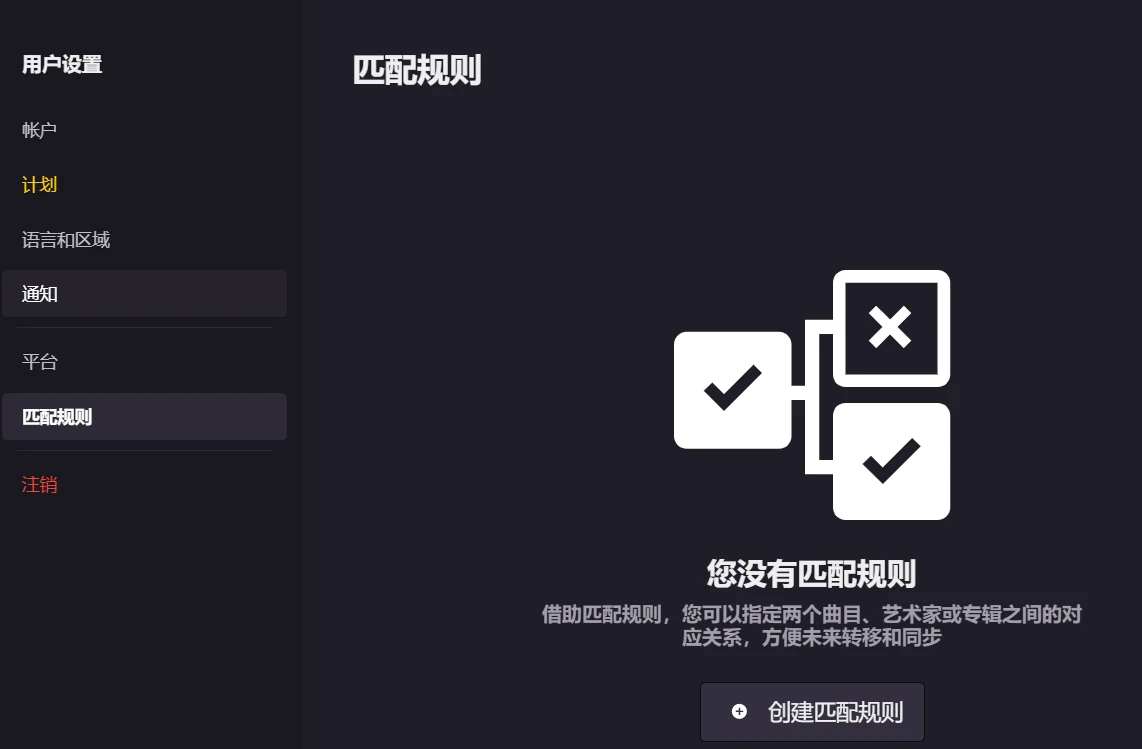 用户设置
帐户
计划
语言和区域
通知
平台
匹配规则
注销
匹配规则
您没有匹配规则
借助匹配规则，您可以指定两个曲目、艺术家或专辑之间的对
应关系，方便未来转移和同步
创建匹配规则